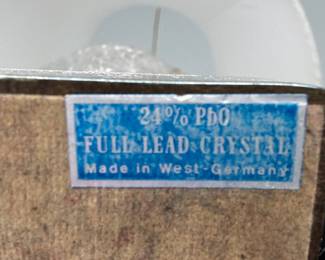 24% PbO
FULL LEAD CRYSTAL
Made in West-Germany